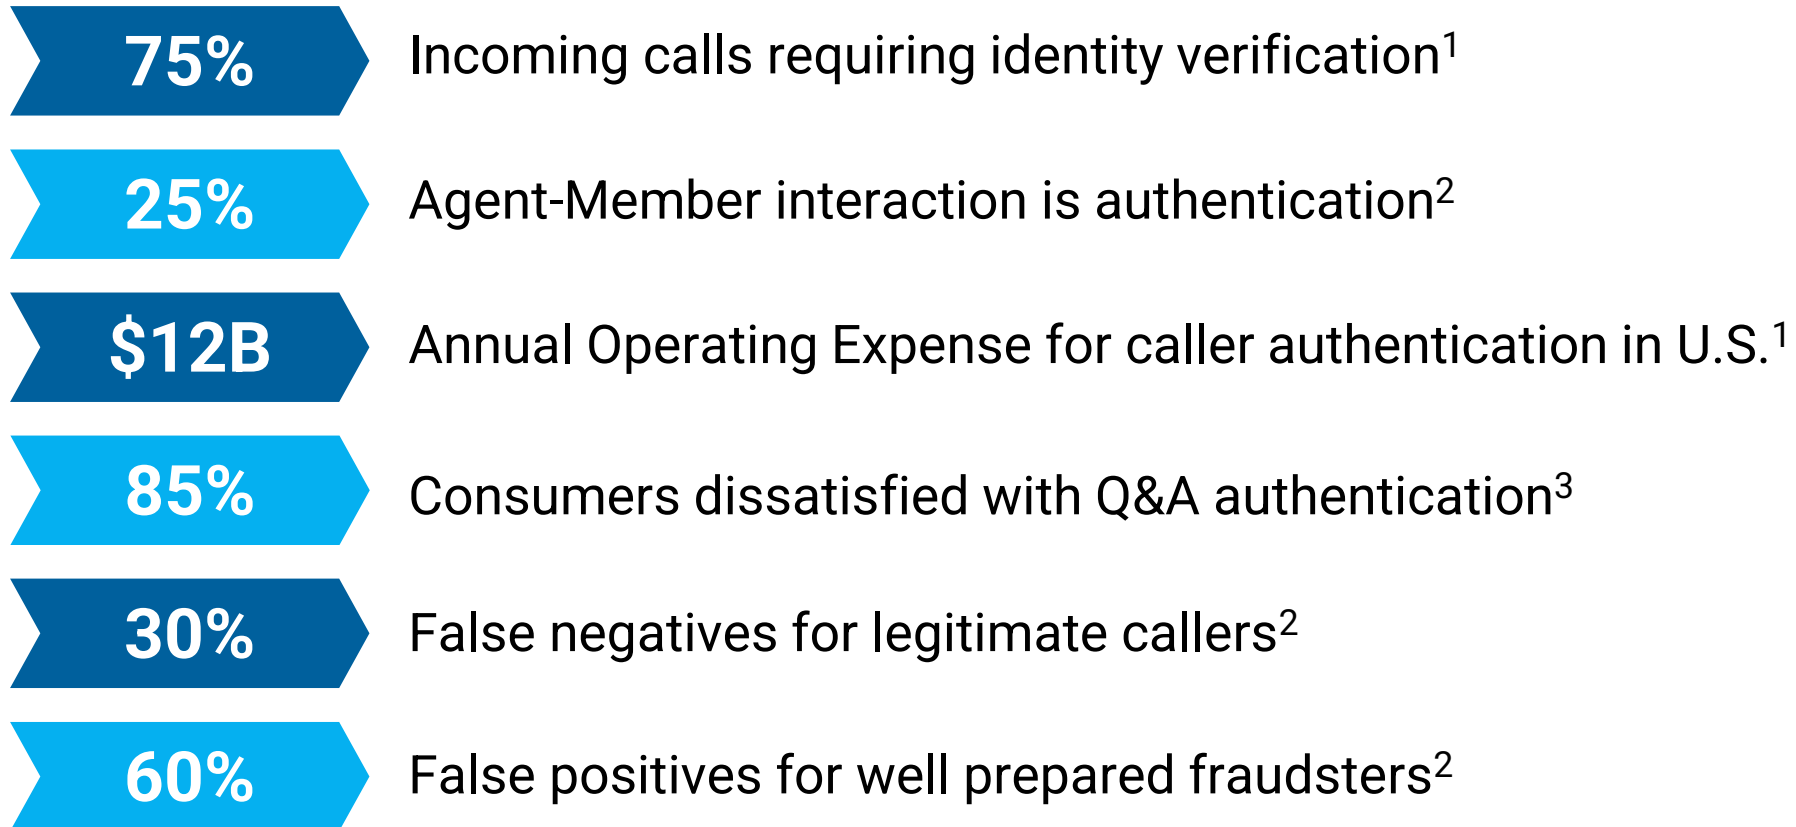 75% Incoming calls requiring identity verification¹
25% Agent-Member interaction is authentication²
$12B Annual Operating Expense for caller authentication in U.S.¹
85% Consumers dissatisfied with Q&A authentication³
30% False negatives for legitimate callers²
60% False positives for well prepared fraudsters²